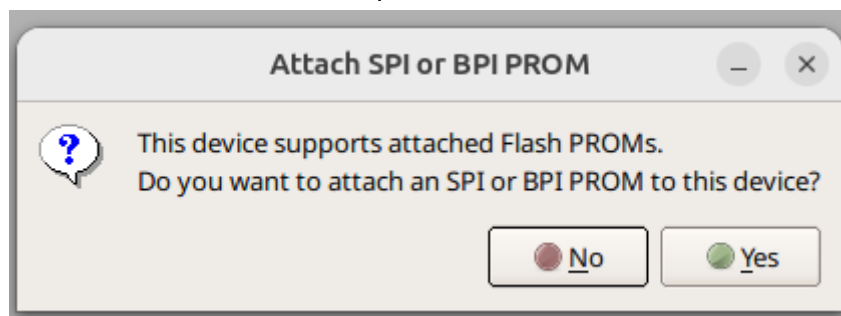 Attach SPI or BPI PROM
This device supports attached Flash PROMs.
Do you want to attach an SPI or BPI PROM to this device?
No
Yes